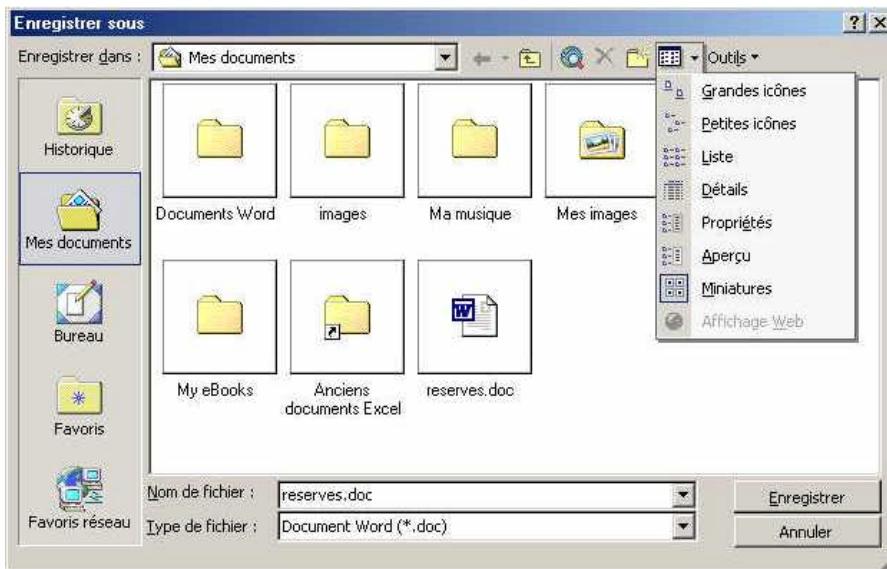 Enregistrer sous
Enregistrer dans : Mes documents Outils
Grandes icônes
Petites icônes
Liste
Détails
Propriétés
Aperçu
Miniatures
Affichage Web
Historique
Mes documents
Bureau
Favoris
Favoris réseau
Documents Word images Ma musique Mes images
My eBooks Anciens documents Excel reserves.doc
Nom de fichier : reserves.doc Enregistrer
Type de fichier : Document Word (*.doc) Annuler